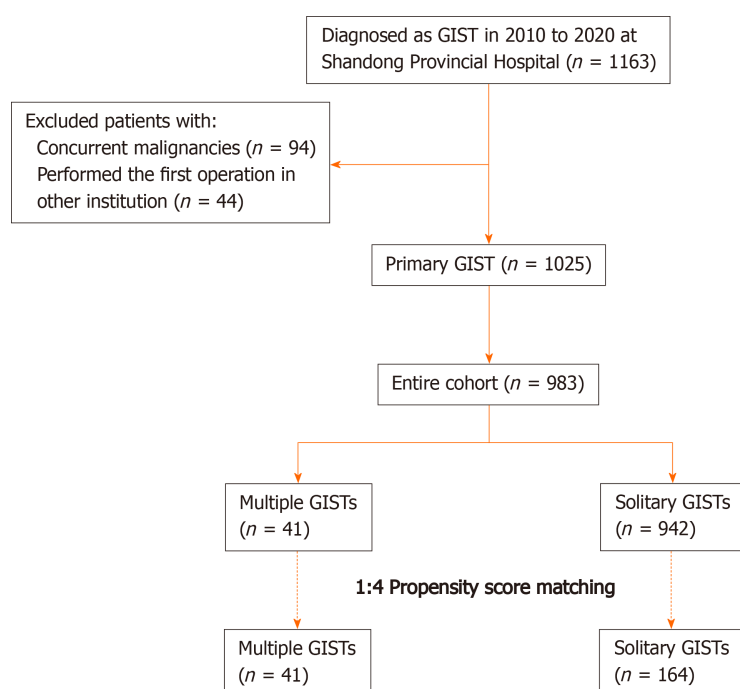 Diagnosed as GIST in 2010 to 2020 at
Shandong Provincial Hospital (n = 1163)
Excluded patients with:
Concurrent malignancies (n = 94)
Performed the first operation in
other institution (n = 44)
Primary GIST (n = 1025)
Entire cohort (n = 983)
Multiple GISTs
(n = 41)
Solitary GISTs
(n = 942)
1:4 Propensity score matching
Multiple GISTs
(n = 41)
Solitary GISTs
(n = 164)